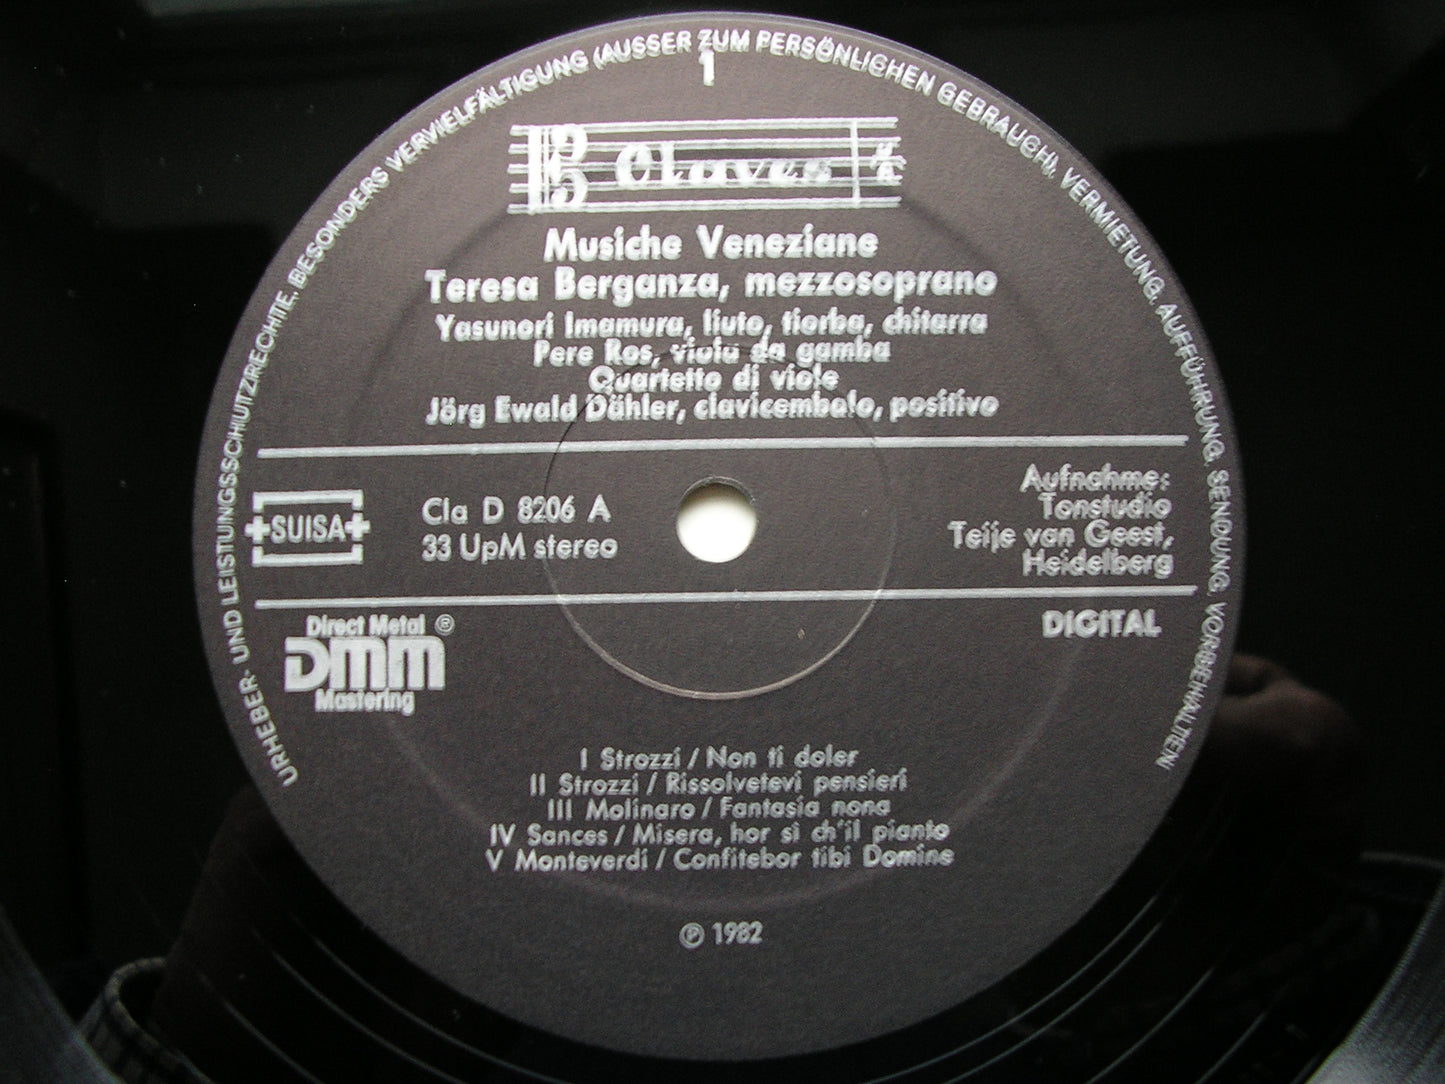 URHEBER- UND LEISTUNGSSCHUTZRECHTE, BESONDERS VERVIELFÄLTIGUNG (AUSSER ZUM PERSÖNLICHEN GEBRAUCH), VERMIETUNG, AUFFÜHRUNG, SENDUNG, VORBEHALTEN
1
Claves
Musiche Veneziane
Teresa Berganza, mezzosoprano
Yasunori Imamura, liuto, tiorba, chitarra
Pere Ros, viola da gamba
Quartetto di viole
Jörg Ewald Dähler, clavicembalo, positivo
SUISA
Cla D 8206 A
33 UpM stereo
Aufnahme:
Tonstudio
Teije van Geest,
Heidelberg
Direct Metal ®
DMM
Mastering
DIGITAL
I Strozzi / Non ti doler
II Strozzi / Rissolvetevi pensieri
III Molinaro / Fantasia nona
IV Sances / Misera, hor sì ch'il pianto
V Monteverdi / Confitebor tibi Domine
℗ 1982